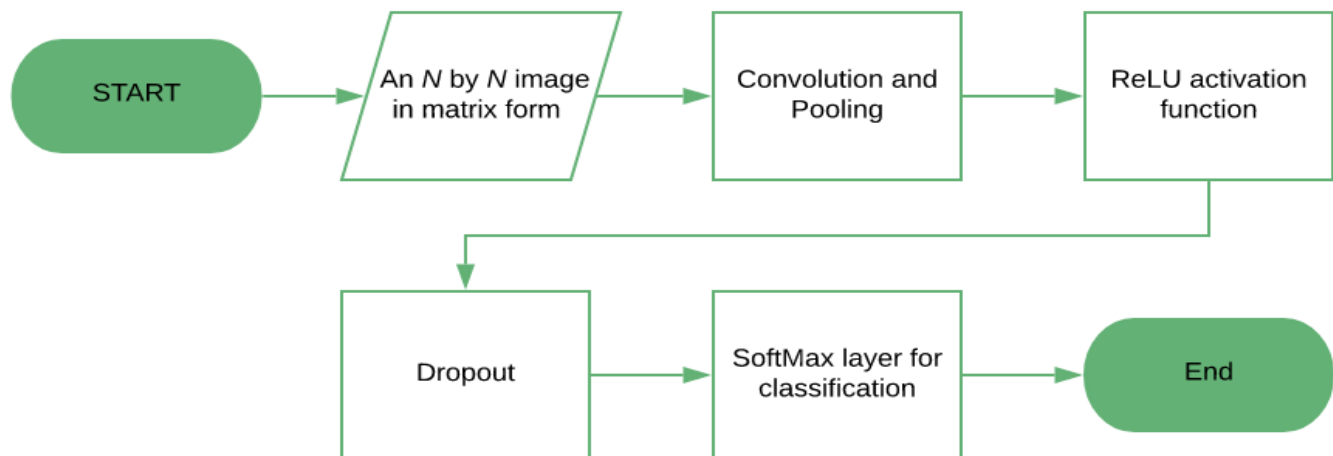 START
An N by N image
in matrix form
Convolution and
Pooling
ReLU activation
function
Dropout
SoftMax layer for
classification
End